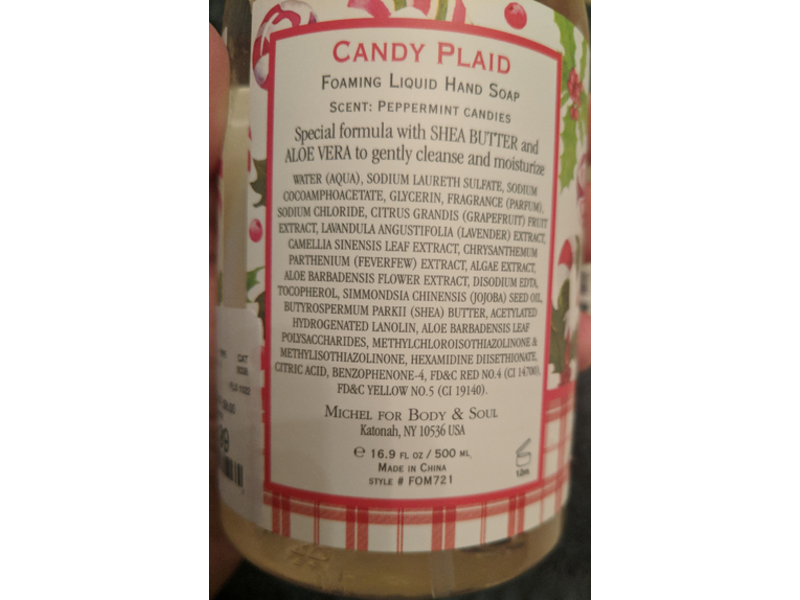 CANDY PLAID
FOAMING LIQUID HAND SOAP
SCENT: PEPPERMINT CANDIES
Special formula with SHEA BUTTER and
ALOE VERA to gently cleanse and moisturize
WATER (AQUA), SODIUM LAURETH SULFATE, SODIUM
COCOAMPHOACETATE, GLYCERIN, FRAGRANCE (PARFUM),
SODIUM CHLORIDE, CITRUS GRANDIS (GRAPEFRUIT) FRUIT
EXTRACT, LAVANDULA ANGUSTIFOLIA (LAVENDER) EXTRACT,
CAMELLIA SINENSIS LEAF EXTRACT, CHRYSANTHEMUM
PARTHENIUM (FEVERFEW) EXTRACT, ALGAE EXTRACT,
ALOE BARBADENSIS FLOWER EXTRACT, DISODIUM EDTA,
TOCOPHEROL, SIMMONDSIA CHINENSIS (JOJOBA) SEED OIL,
BUTYROSPERMUM PARKII (SHEA) BUTTER, ACETYLATED
HYDROGENATED LANOLIN, ALOE BARBADENSIS LEAF
POLYSACCHARIDES, METHYLCHLOROISOTHIAZOLINONE &
METHYLISOTHIAZOLINONE, HEXAMIDINE DIISETHIONATE,
CITRIC ACID, BENZOPHENONE-4, FD&C RED NO.4 (CI 14700),
FD&C YELLOW NO.5 (CI 19140).
MICHEL FOR BODY & SOUL
Katonah, NY 10536 USA
℮ 16.9 FL OZ / 500 ML
MADE IN CHINA
STYLE # FOM721
12m
CAT